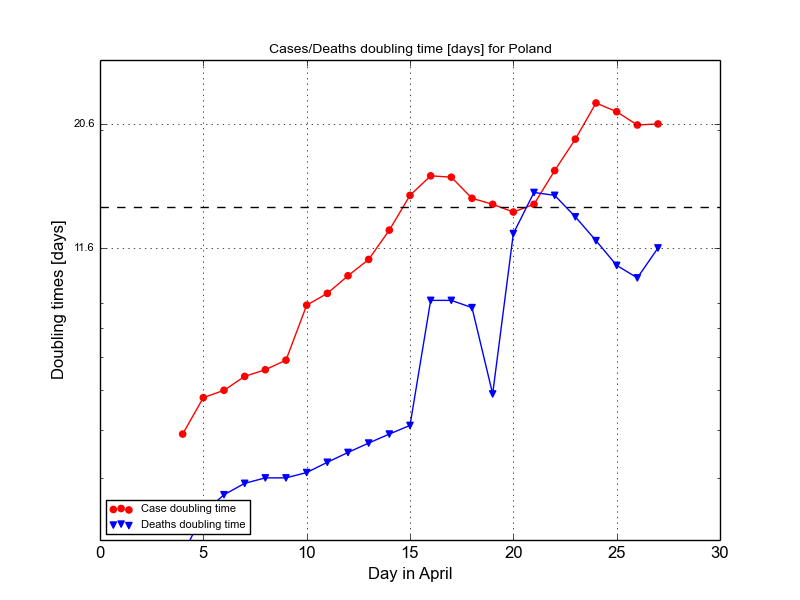 Cases/Deaths doubling time [days] for Poland
20.6
11.6
Doubling times [days]
Case doubling time
Deaths doubling time
0 5 10 15 20 25 30
Day in April